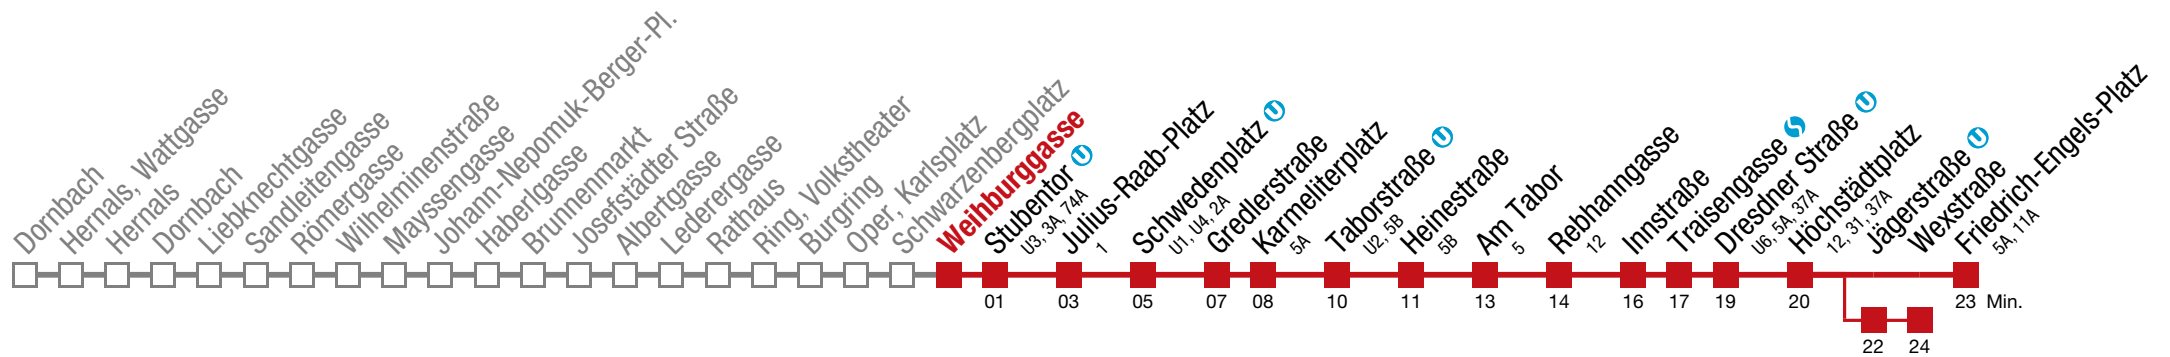 Dornbach
Hernals, Wattgasse
Hernals
Dornbach
Liebknechtgasse
Sandleitengasse
Römergasse
Wilhelminenstraße
Mayssengasse
Johann-Nepomuk-Berger-Pl.
Haberlgasse
Brunnenmarkt
Josefstädter Straße
Albertgasse
Lederergasse
Rathaus
Ring, Volkstheater
Burgring
Oper, Karlsplatz
Schwarzenbergplatz
Weihburggasse
Stubentor U
U3, 3A, 74A
Julius-Raab-Platz
1
Schwedenplatz U
U1, U4, 2A
Gredlerstraße
Karmeliterplatz
5A
Taborstraße U
U2, 5B
Heinestraße
5B
Am Tabor
5
Rebhanngasse
12
Innstraße
Traisengasse S
Dresdner Straße U
U6, 5A, 37A
Höchstädtplatz
12, 31, 37A
Jägerstraße U
Wexstraße
Friedrich-Engels-Platz
5A, 11A
01 03 05 07 08 10 11 13 14 16 17 19 20 23 Min.
22 24